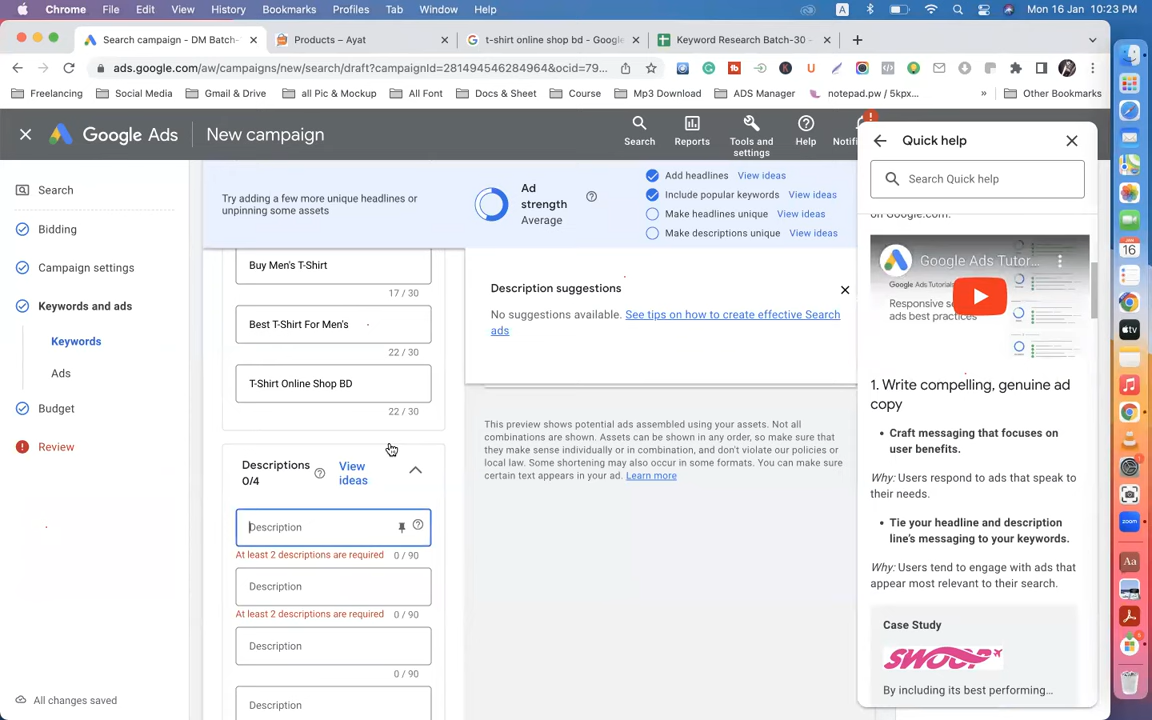 Chrome File Edit View History Bookmarks Profiles Tab Window Help A Mon 16 Jan 10:23 PM
Search campaign - DM Batch-
Products – Ayat
t-shirt online shop bd - Google
Keyword Research Batch-30 -
ads.google.com/aw/campaigns/new/search/draft?campaignId=281494546284964&ocid=79...
Freelancing Social Media Gmail & Drive all Pic & Mockup All Font Docs & Sheet Course Mp3 Download ADS Manager notepad.pw / 5kpx... » Other Bookmarks
Google Ads New campaign
Search Reports Tools and settings Help Notifi
Search
Bidding
Campaign settings
Keywords and ads
Keywords
Ads
Budget
Review
All changes saved
Try adding a few more unique headlines or
unpinning some assets
Ad
strength
Average
Add headlines View ideas
Include popular keywords View ideas
Make headlines unique View ideas
Make descriptions unique View ideas
Buy Men's T-Shirt
17 / 30
Best T-Shirt For Men's
22 / 30
T-Shirt Online Shop BD
22 / 30
Descriptions
0/4
View
ideas
Description
At least 2 descriptions are required 0 / 90
Description
At least 2 descriptions are required 0 / 90
Description
0 / 90
Description
Description suggestions
No suggestions available. See tips on how to create effective Search
ads
This preview shows potential ads assembled using your assets. Not all
combinations are shown. Assets can be shown in any order, so make sure
that they make sense individually or in combination, and don't violate our policies or
local law. Some shortening may also occur in some formats. You can make sure
certain text appears in your ad. Learn more
Quick help
Search Quick help
on Google.com.
Google Ads Tutor...
Google Ads Tutorials
Responsive se
ads best practices
1. Write compelling, genuine ad
copy
• Craft messaging that focuses on
user benefits.
Why: Users respond to ads that speak to
their needs.
• Tie your headline and description
line's messaging to your keywords.
Why: Users tend to engage with ads that
appear most relevant to their search.
Case Study
SWOOP
By including its best performing...
16
tv
zoom
Aa